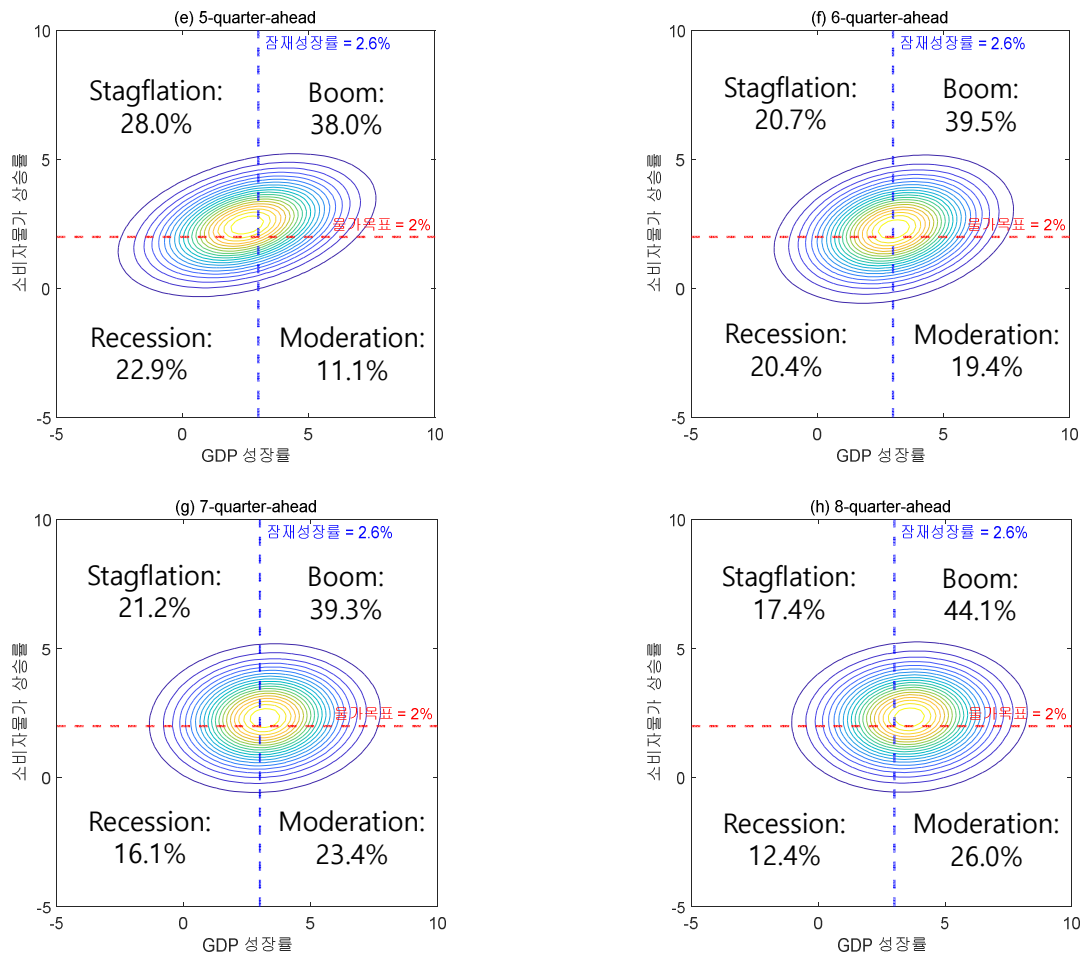 (e) 5-quarter-ahead
10
5
0
-5
-5
0
5
10
소비자물가 상승률
GDP 성장률
잠재성장률 = 2.6%
물가목표 = 2%
Stagflation:
28.0%
Boom:
38.0%
Recession:
22.9%
Moderation:
11.1%
(f) 6-quarter-ahead
10
5
0
-5
-5
0
5
10
소비자물가 상승률
GDP 성장률
잠재성장률 = 2.6%
물가목표 = 2%
Stagflation:
20.7%
Boom:
39.5%
Recession:
20.4%
Moderation:
19.4%
(g) 7-quarter-ahead
10
5
0
-5
-5
0
5
10
소비자물가 상승률
GDP 성장률
잠재성장률 = 2.6%
물가목표 = 2%
Stagflation:
21.2%
Boom:
39.3%
Recession:
16.1%
Moderation:
23.4%
(h) 8-quarter-ahead
10
5
0
-5
-5
0
5
10
소비자물가 상승률
GDP 성장률
잠재성장률 = 2.6%
물가목표 = 2%
Stagflation:
17.4%
Boom:
44.1%
Recession:
12.4%
Moderation:
26.0%